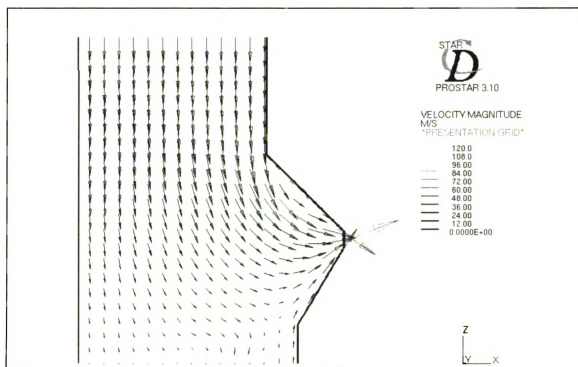 STAR
CD
PROSTAR 3.10
VELOCITY MAGNITUDE
M/S
*PRESENTATION GRID*
120.0
108.0
96.00
84.00
72.00
60.00
48.00
36.00
24.00
12.00
0.0000E+00
Z
Y X